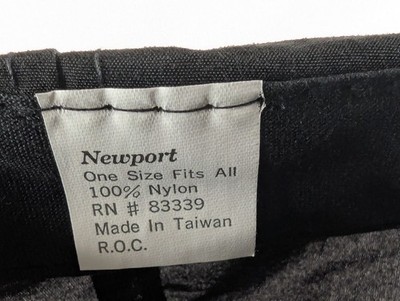 Newport
One Size Fits All
100% Nylon
RN # 83339
Made In Taiwan
R.O.C.